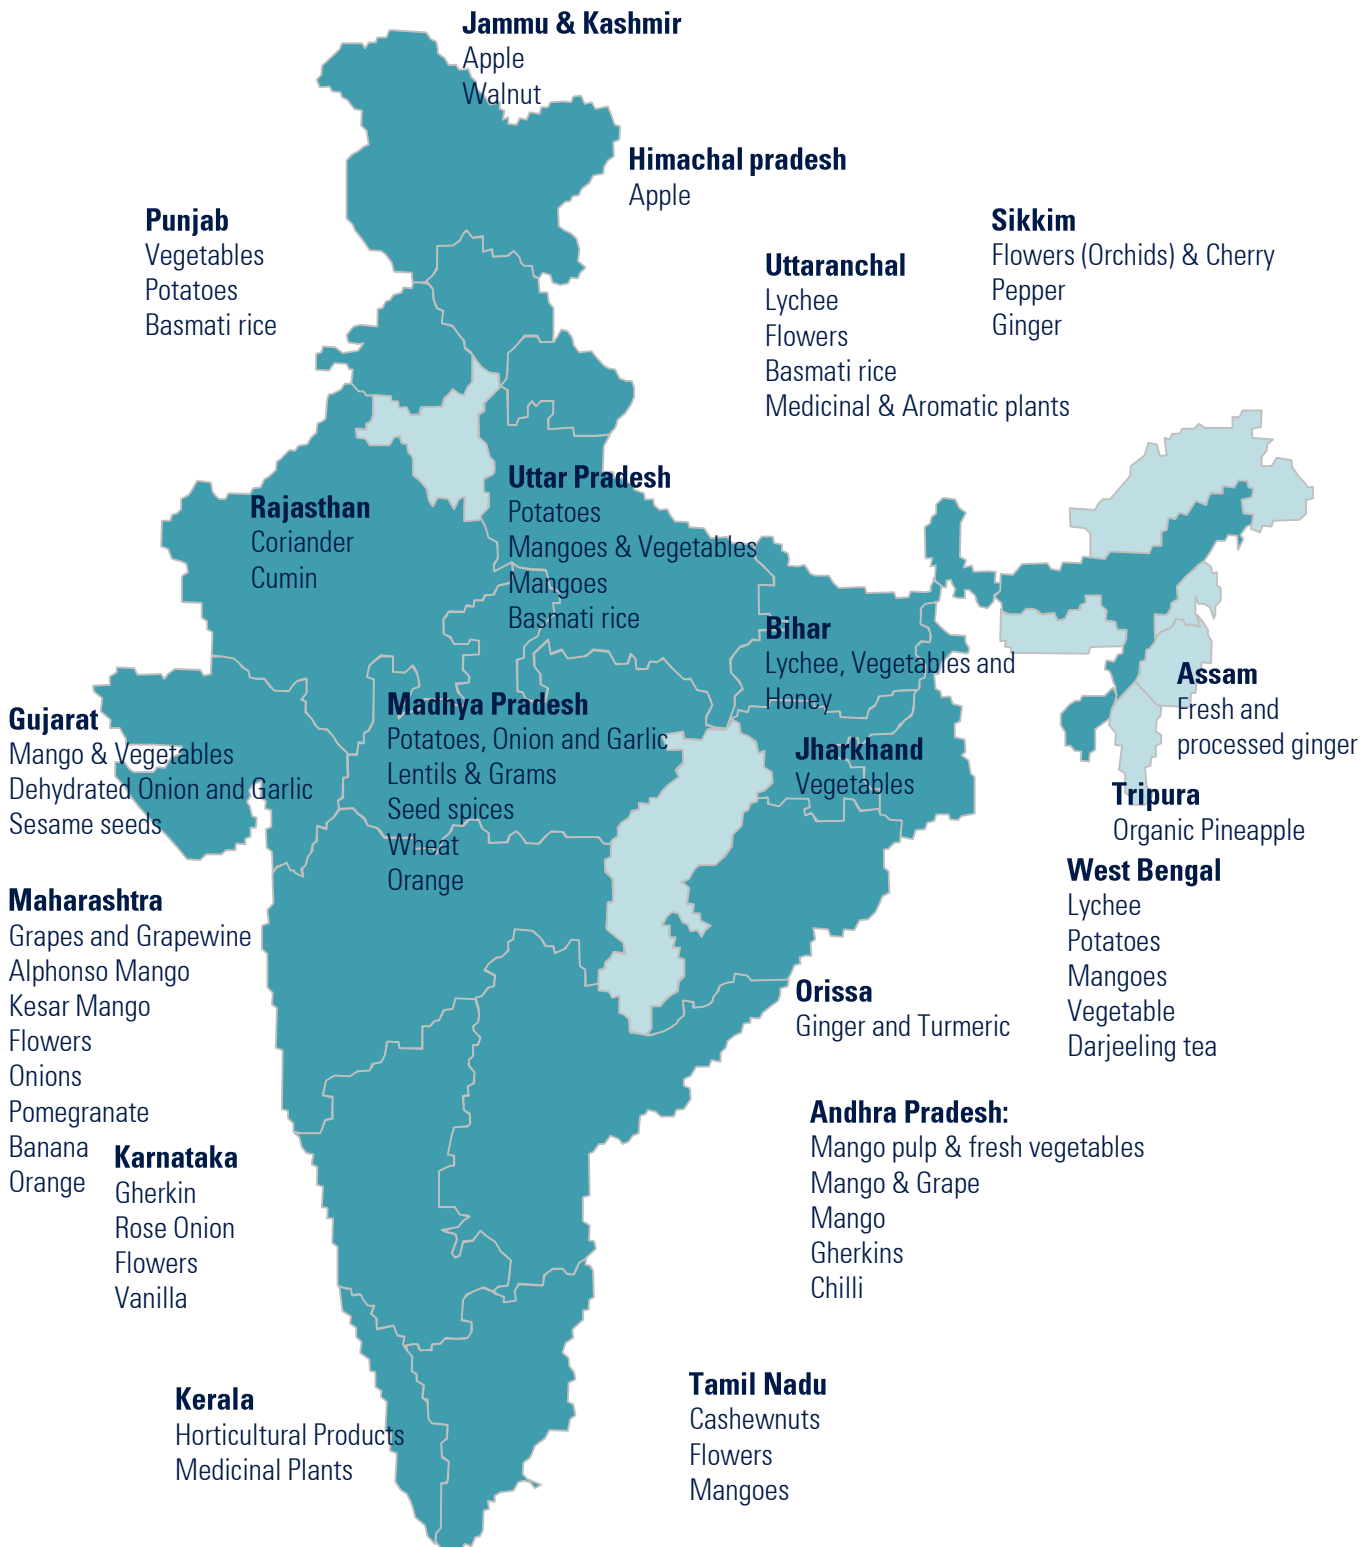 Jammu & Kashmir
Apple
Walnut
Himachal pradesh
Apple
Punjab
Vegetables
Potatoes
Basmati rice
Sikkim
Flowers (Orchids) & Cherry
Pepper
Ginger
Uttaranchal
Lychee
Flowers
Basmati rice
Medicinal & Aromatic plants
Uttar Pradesh
Potatoes
Mangoes & Vegetables
Mangoes
Basmati rice
Rajasthan
Coriander
Cumin
Bihar
Lychee, Vegetables and
Honey
Assam
Fresh and
processed ginger
Gujarat
Mango & Vegetables
Dehydrated Onion and Garlic
Sesame seeds
Madhya Pradesh
Potatoes, Onion and Garlic
Lentils & Grams
Seed spices
Wheat
Orange
Jharkhand
Vegetables
Tripura
Organic Pineapple
West Bengal
Lychee
Potatoes
Mangoes
Vegetable
Darjeeling tea
Maharashtra
Grapes and Grapewine
Alphonso Mango
Kesar Mango
Flowers
Onions
Pomegranate
Banana
Orange
Orissa
Ginger and Turmeric
Andhra Pradesh:
Mango pulp & fresh vegetables
Mango & Grape
Mango
Gherkins
Chilli
Karnataka
Gherkin
Rose Onion
Flowers
Vanilla
Kerala
Horticultural Products
Medicinal Plants
Tamil Nadu
Cashewnuts
Flowers
Mangoes